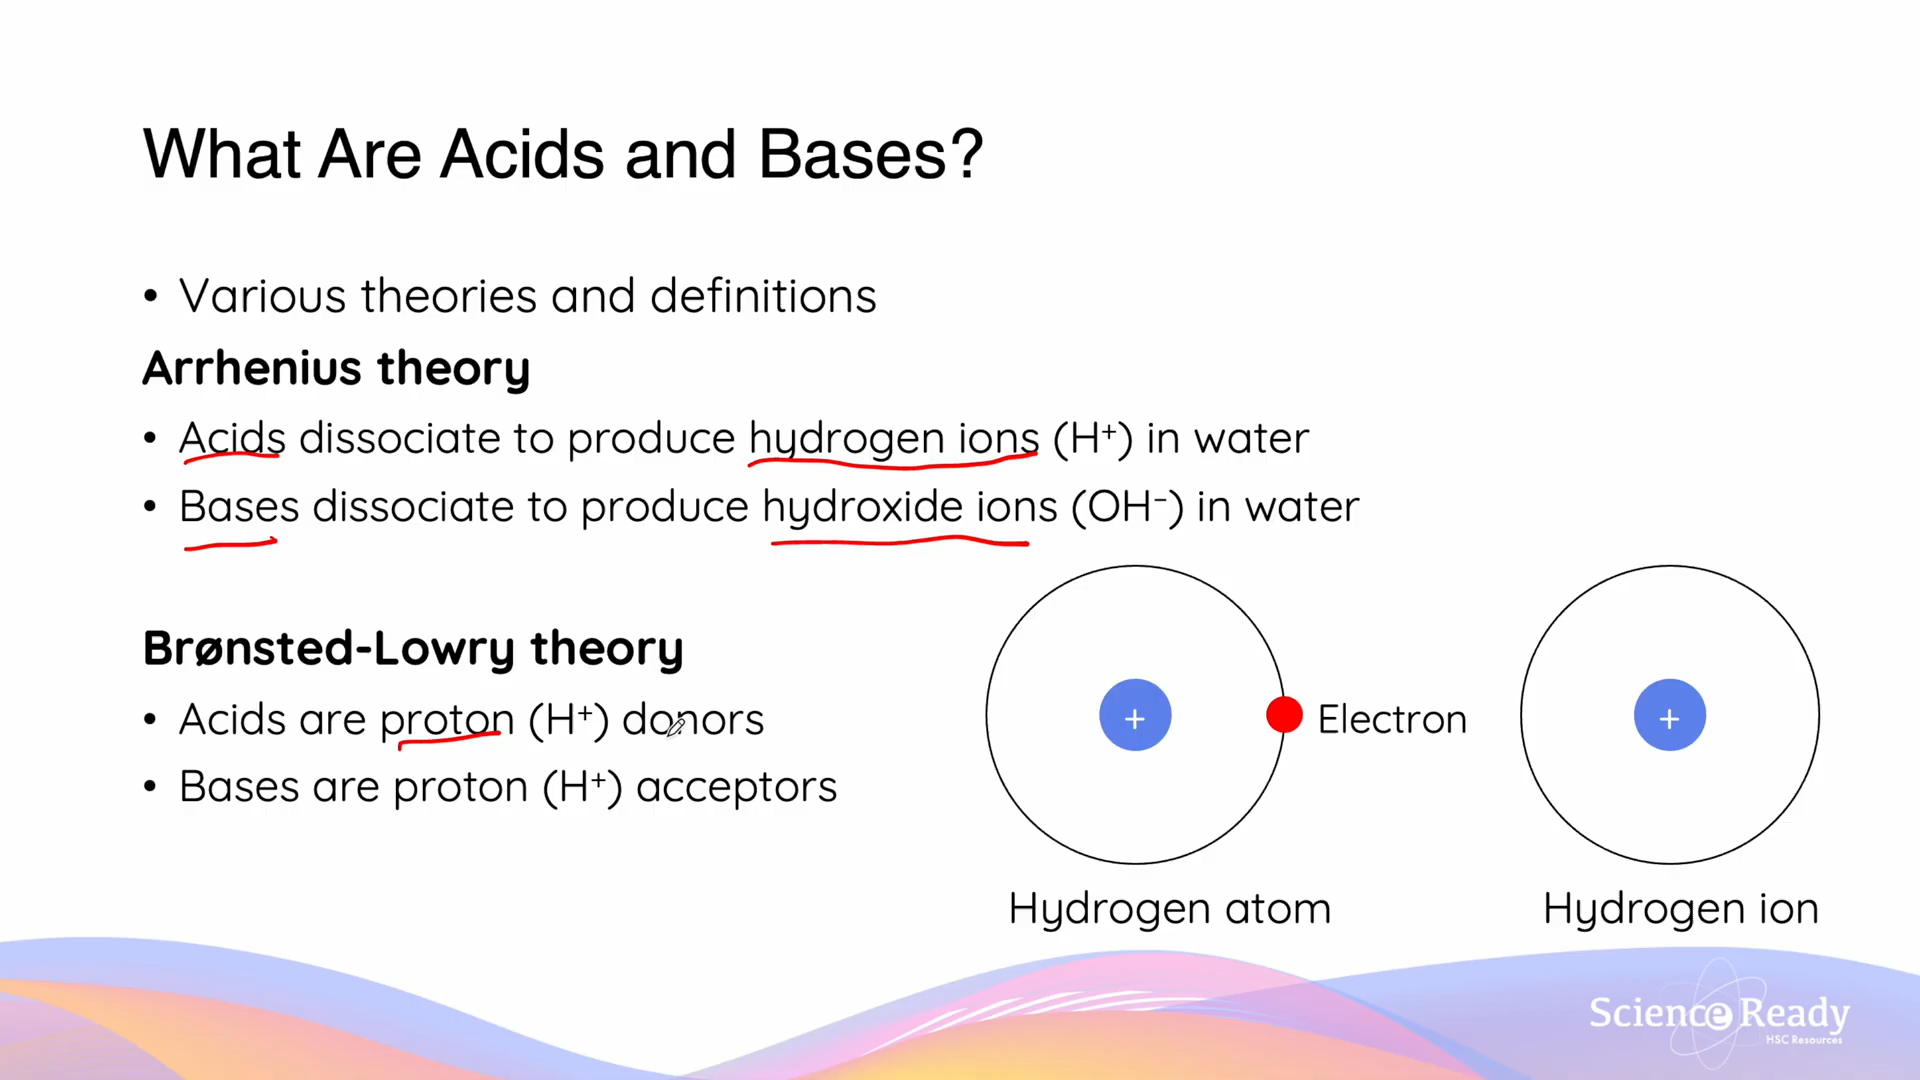 What Are Acids and Bases?
• Various theories and definitions
Arrhenius theory
• Acids dissociate to produce hydrogen ions (H⁺) in water
• Bases dissociate to produce hydroxide ions (OH⁻) in water
Brønsted-Lowry theory
• Acids are proton (H⁺) donors
• Bases are proton (H⁺) acceptors
+
Electron
+
Hydrogen atom
Hydrogen ion
Science Ready
HSC Resources